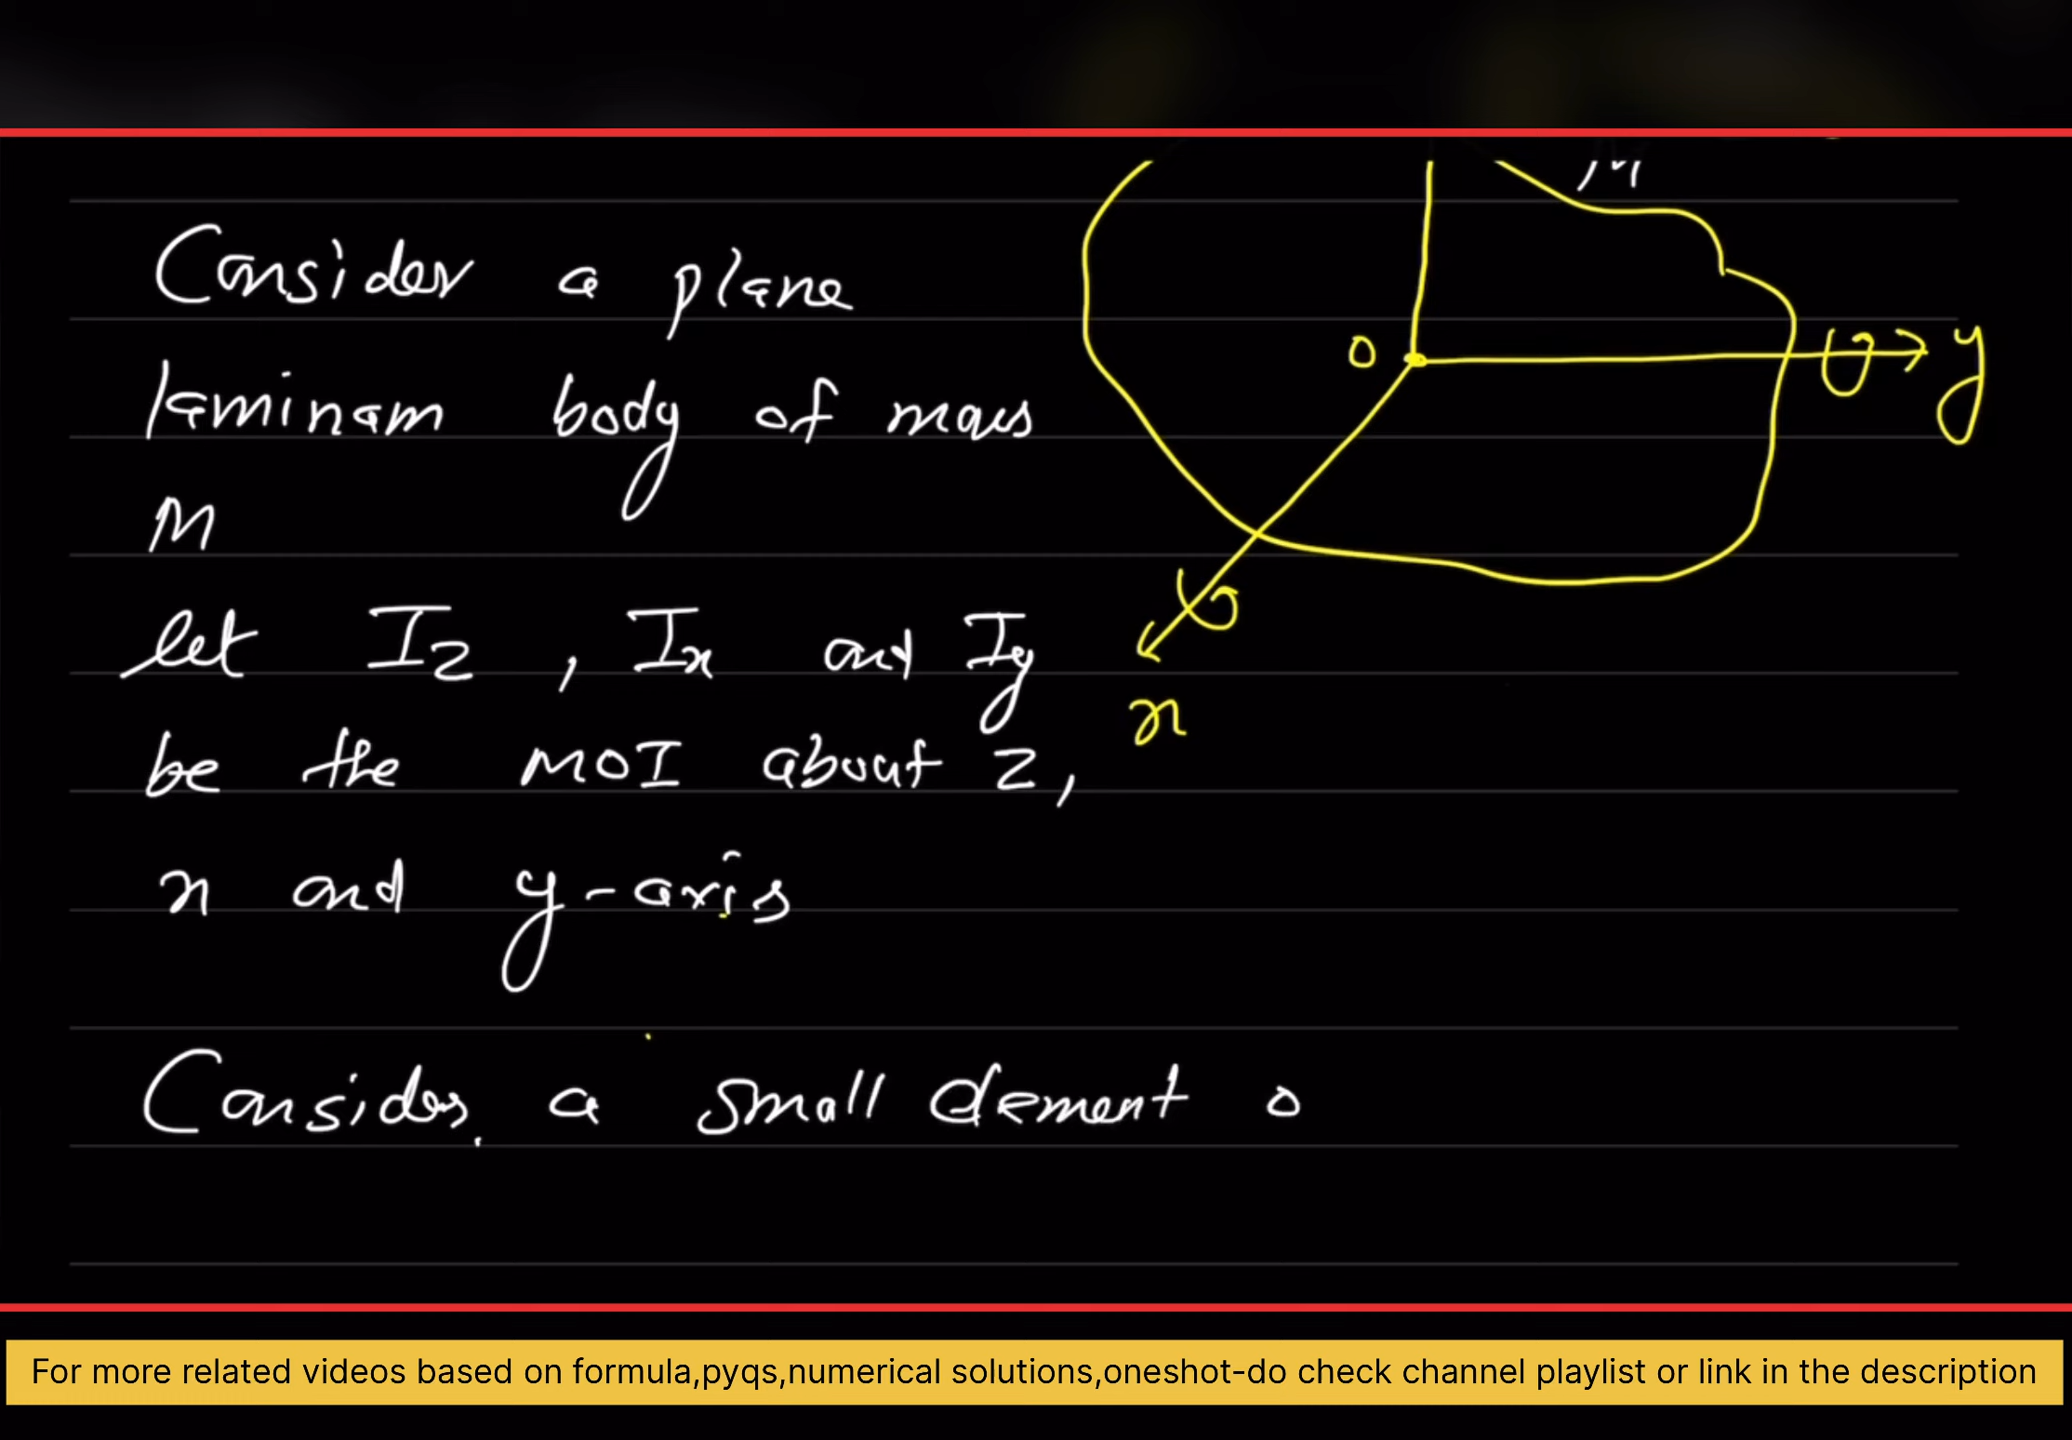 M
Consider a plane
O
y
laminam body of mass
M
let Iz, Ix and Iy
x
be the MOI about z,
x and y-axis
Consider a small element o
For more related videos based on formula,pyqs,numerical solutions,oneshot-do check channel playlist or link in the description